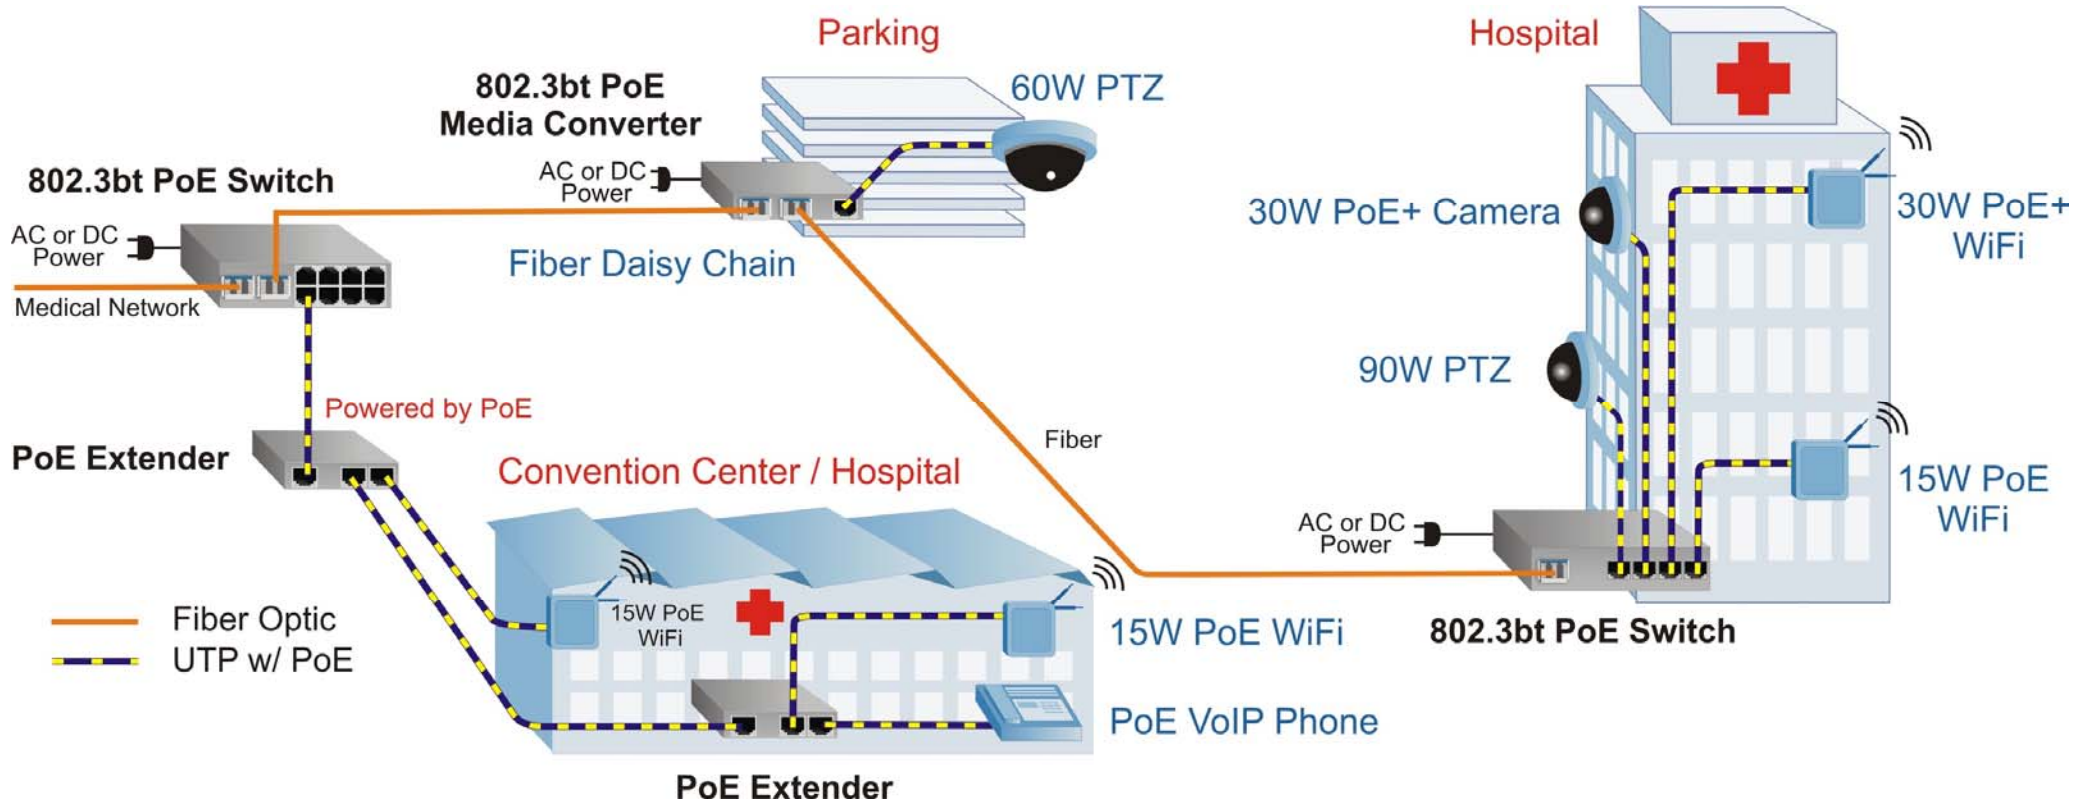 Parking
Hospital
802.3bt PoE
Media Converter
60W PTZ
AC or DC
Power
802.3bt PoE Switch
AC or DC
Power
Medical Network
Fiber Daisy Chain
30W PoE+ Camera
30W PoE+
WiFi
90W PTZ
Powered by PoE
PoE Extender
Fiber
Convention Center / Hospital
15W PoE
WiFi
AC or DC
Power
802.3bt PoE Switch
15W PoE
WiFi
15W PoE WiFi
PoE VoIP Phone
PoE Extender
Fiber Optic
UTP w/ PoE